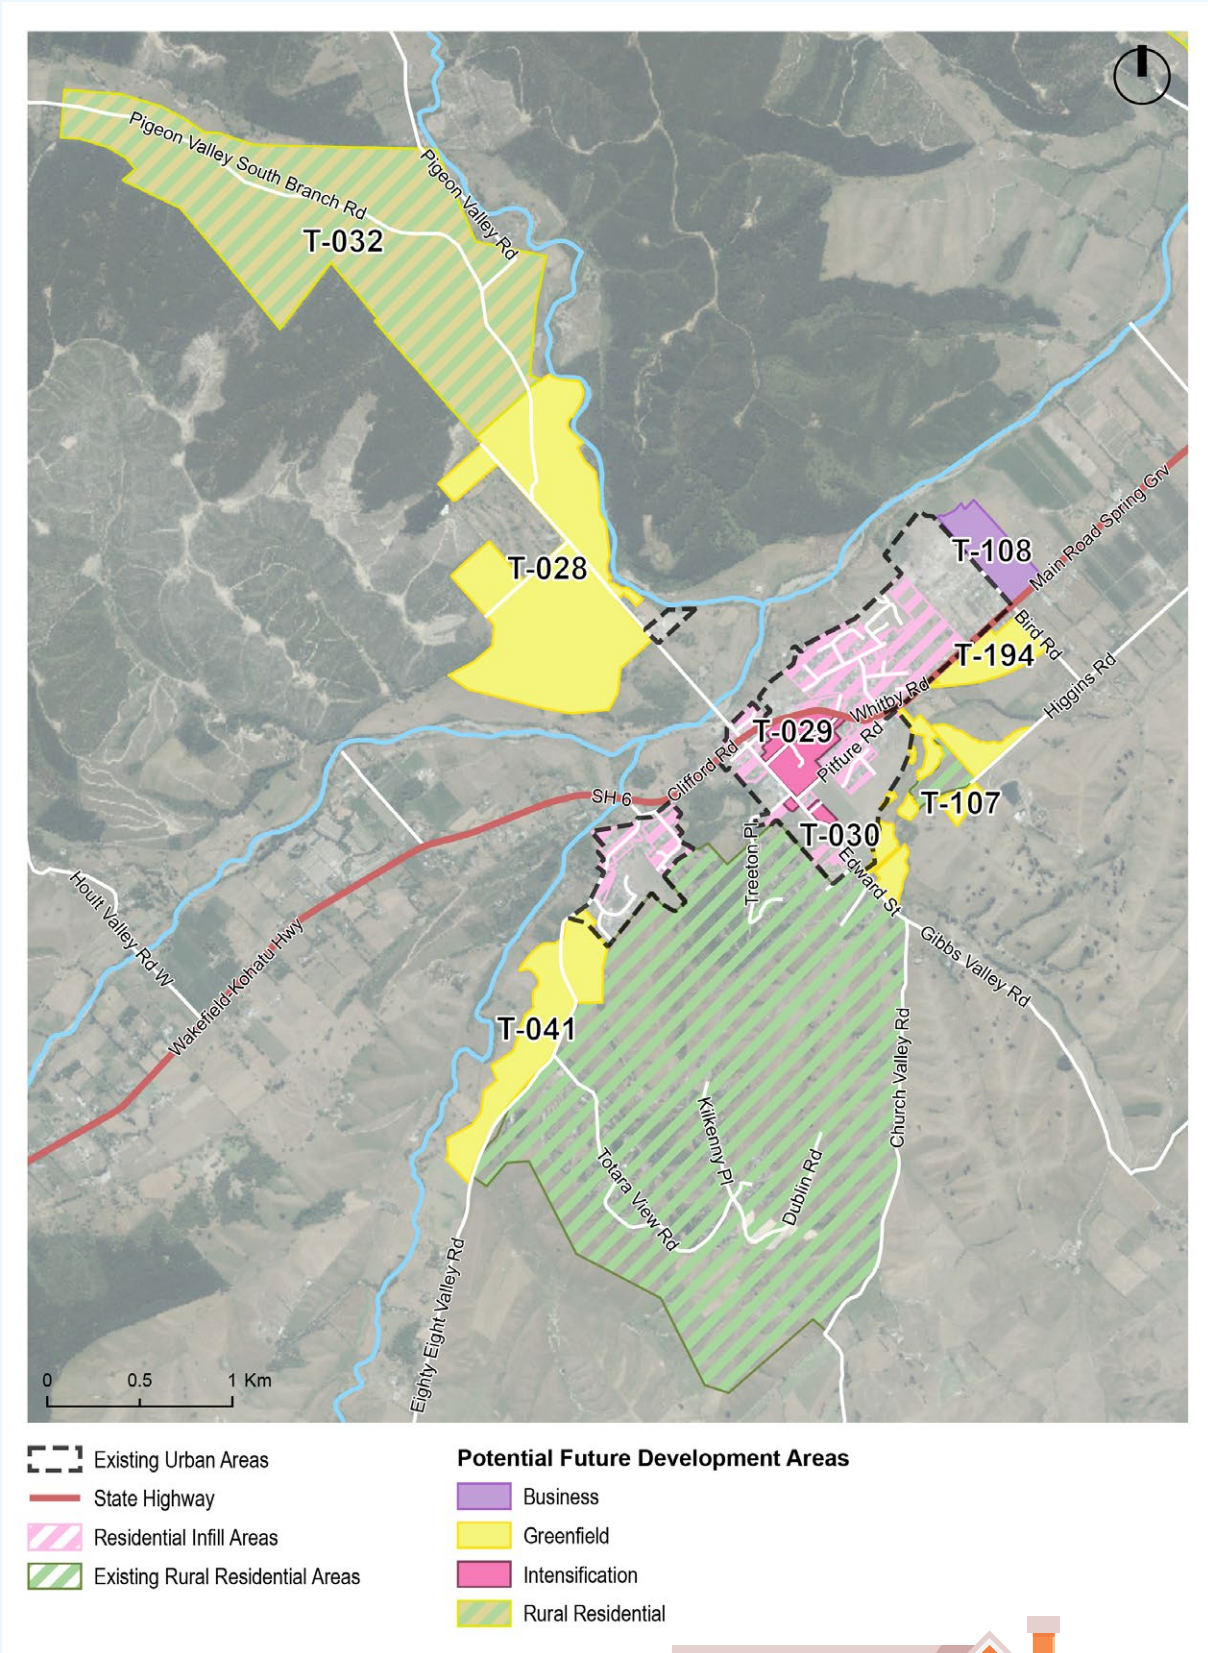 Pigeon Valley South Branch Rd
Pigeon Valley Rd
T-032
T-028
T-108
Main Road Spring Grv
Bird Rd
T-194
Higgins Rd
Whitby Rd
T-029
Pitfure Rd
Clifford Rd
SH 6
T-107
T-030
Treeton Pl
Edward St
Hoult Valley Rd W
Wakefield-Kohatu Hwy
Gibbs Valley Rd
T-041
Church Valley Rd
Kilkenny Pl
Totara View Rd
Dublin Rd
Eighty Eight Valley Rd
0 0.5 1 Km
Existing Urban Areas
State Highway
Residential Infill Areas
Existing Rural Residential Areas
Potential Future Development Areas
Business
Greenfield
Intensification
Rural Residential